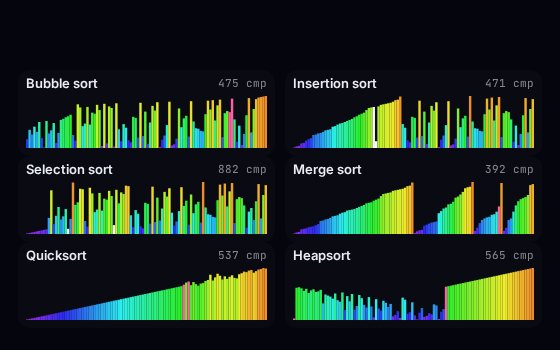 Bubble sort 475 cmp
Insertion sort 471 cmp
Selection sort 882 cmp
Merge sort 392 cmp
Quicksort 537 cmp
Heapsort 565 cmp